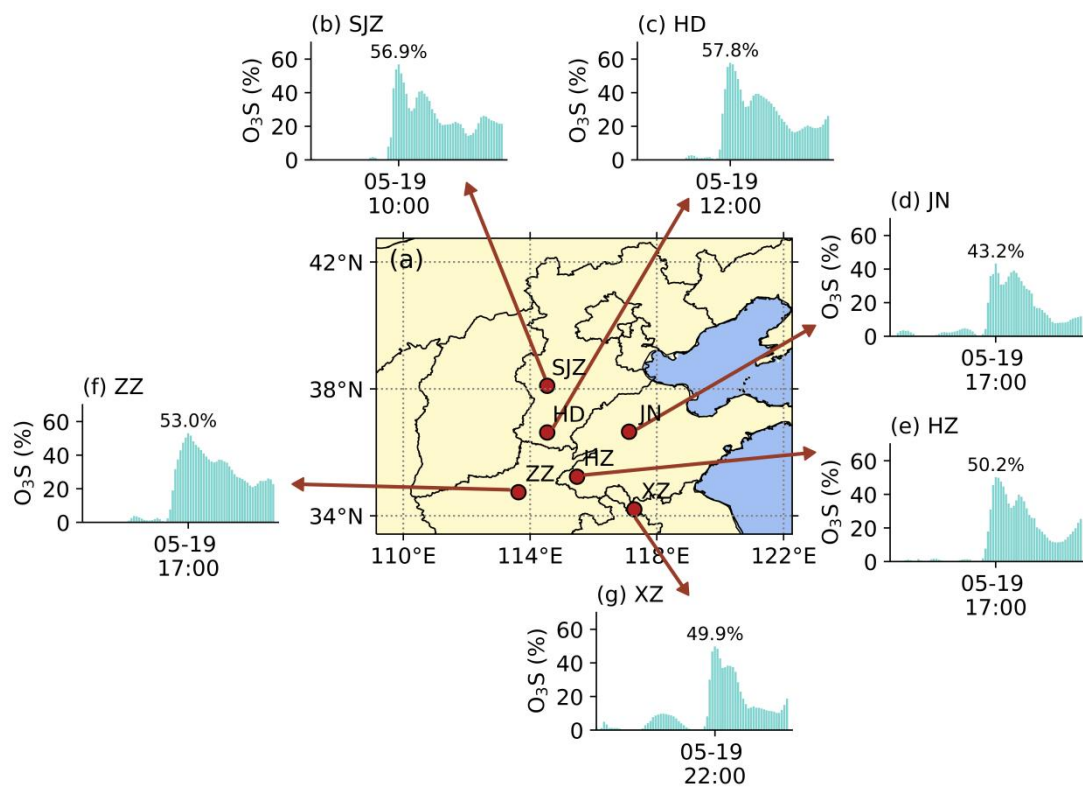 (b) SJZ
56.9%
60
40
20
0
O₃S (%)
05-19
10:00
(c) HD
57.8%
60
40
20
0
O₃S (%)
05-19
12:00
(d) JN
43.2%
60
40
20
0
O₃S (%)
05-19
17:00
(a)
42°N
38°N
34°N
SJZ
HD
JN
HZ
ZZ
XZ
110°E
114°E
118°E
122°E
(f) ZZ
53.0%
60
40
20
0
O₃S (%)
05-19
17:00
(e) HZ
50.2%
60
40
20
0
O₃S (%)
05-19
17:00
(g) XZ
49.9%
60
40
20
0
O₃S (%)
05-19
22:00